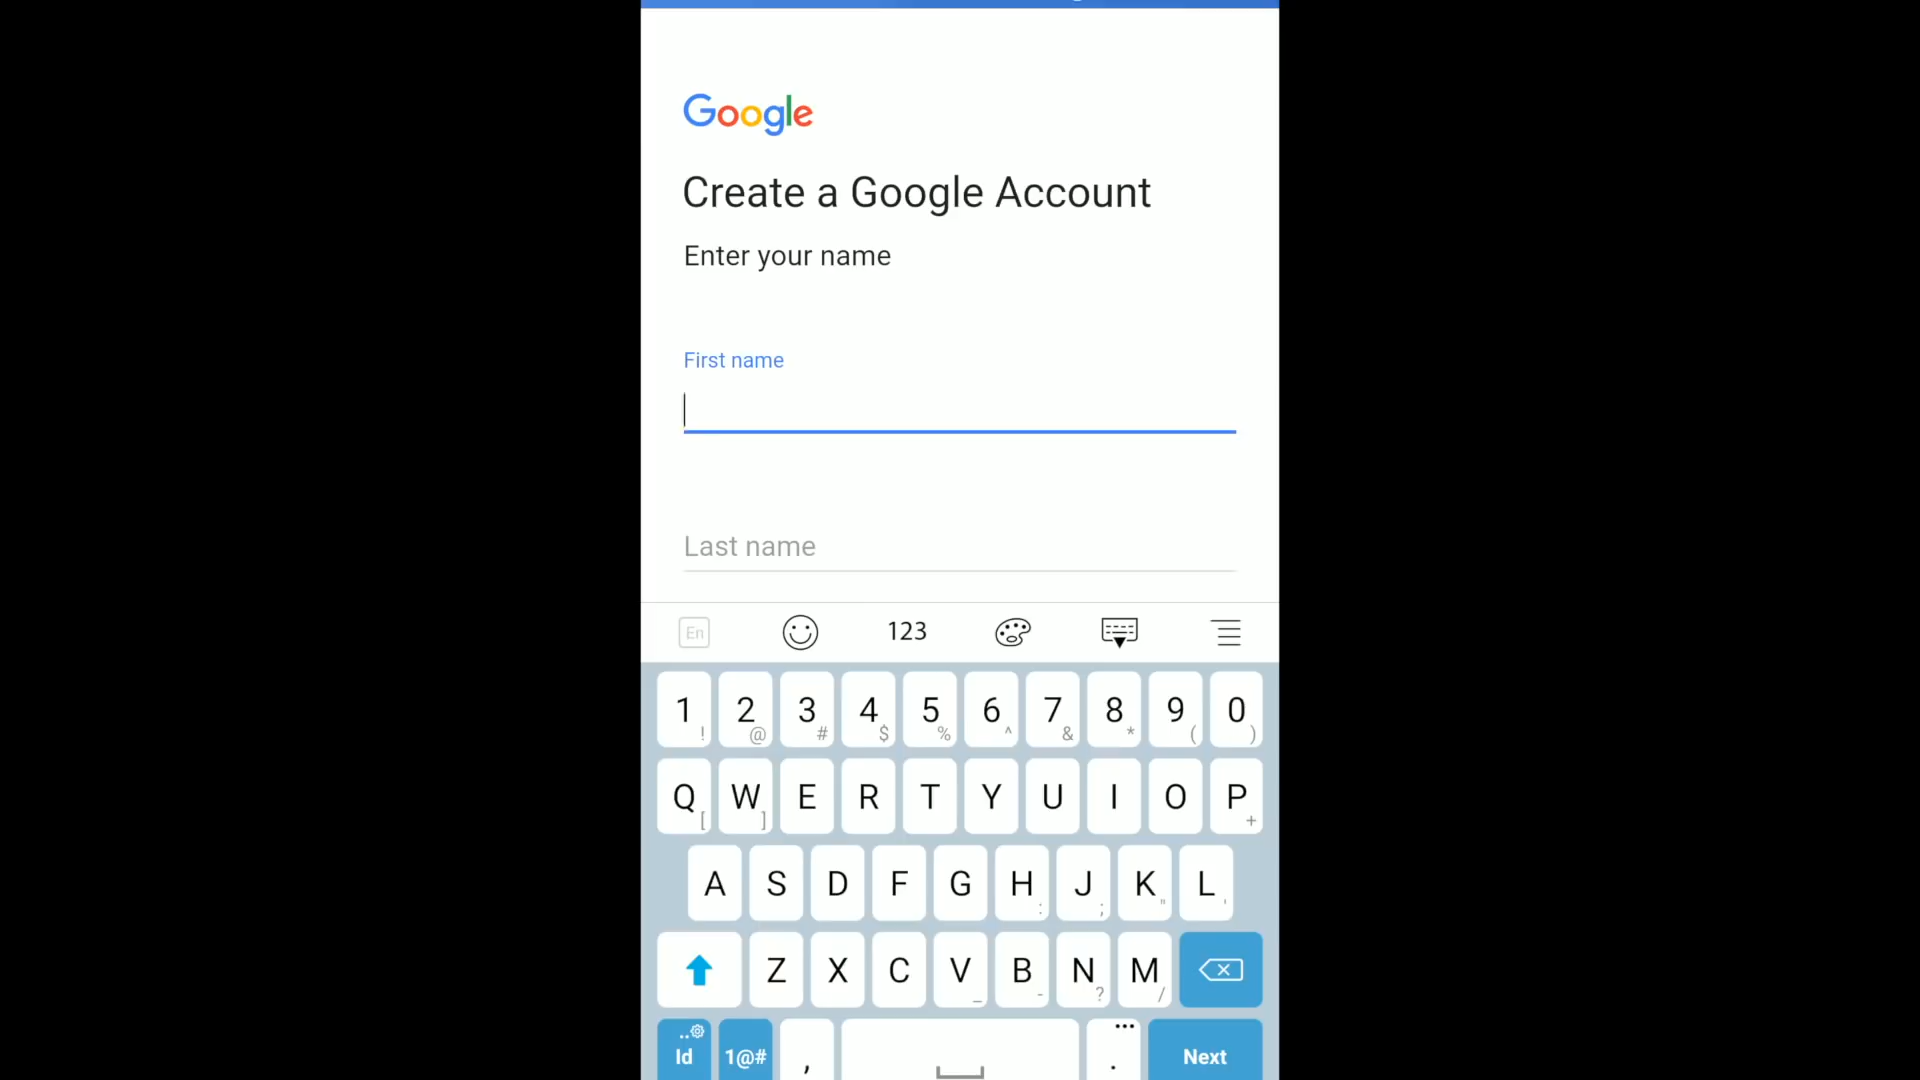 Google
Create a Google Account
Enter your name
First name
Last name
En 123
1 ! 2 @ 3 # 4 $ 5 % 6 ^ 7 & 8 * 9 ( 0 )
Q [ W ] E R T Y U I O P +
A S D F G H : J ; K " L '
Z X C V _ B - N ? M /
Id 1@# , . Next